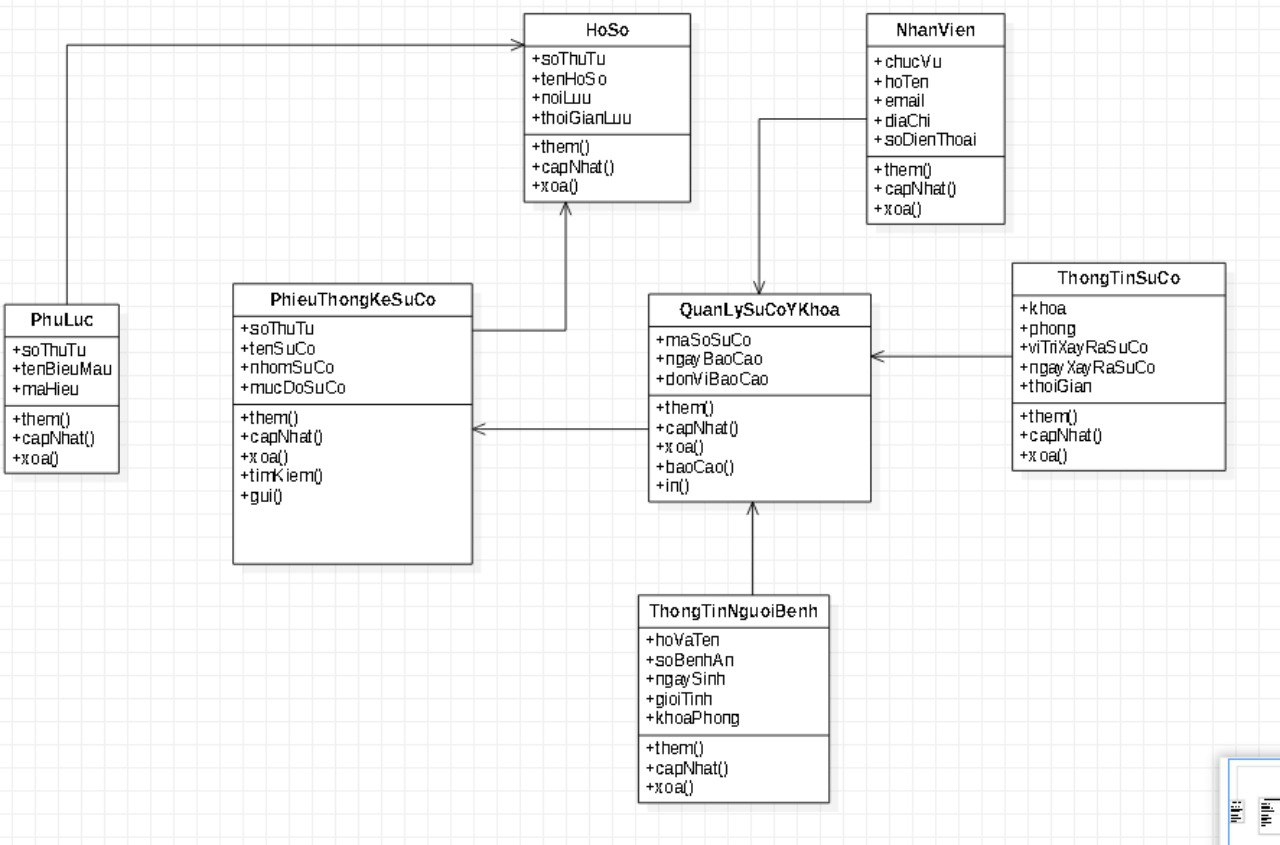 HoSo
+soThuTu
+tenHoSo
+noiLuu
+thoiGianLuu
+them()
+capNhat()
+xoa()
NhanVien
+chucVu
+hoTen
+email
+diaChi
+soDienThoai
+them()
+capNhat()
+xoa()
PhuLuc
+soThuTu
+tenBieuMau
+maHieu
+them()
+capNhat()
+xoa()
PhieuThongKeSuCo
+soThuTu
+tenSuCo
+nhomSuCo
+mucDoSuCo
+them()
+capNhat()
+xoa()
+timKiem()
+gui()
QuanLySuCoYKhoa
+maSoSuCo
+ngayBaoCao
+donViBaoCao
+them()
+capNhat()
+xoa()
+baoCao()
+in()
ThongTinSuCo
+khoa
+phong
+viTriXayRaSuCo
+ngayXayRaSuCo
+thoiGian
+them()
+capNhat()
+xoa()
ThongTinNguoiBenh
+hoVaTen
+soBenhAn
+ngaySinh
+gioiTinh
+khoaPhong
+them()
+capNhat()
+xoa()